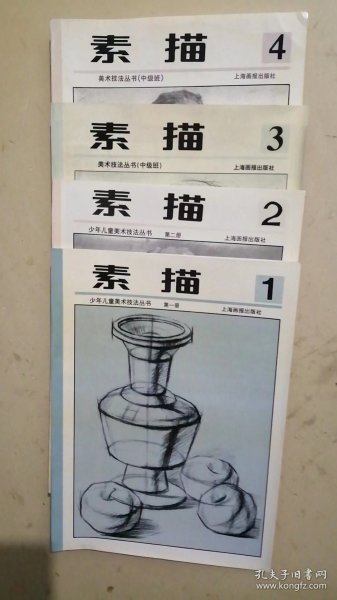 素描
4
美术技法丛书(中级班)
上海画报出版社
素描
3
美术技法丛书(中级班)
上海画报出版社
素描
2
少年儿童美术技法丛书
第二册
上海画报出版社
素描
1
少年儿童美术技法丛书
第一册
上海画报出版社
孔夫子旧书网
www.kongfz.com